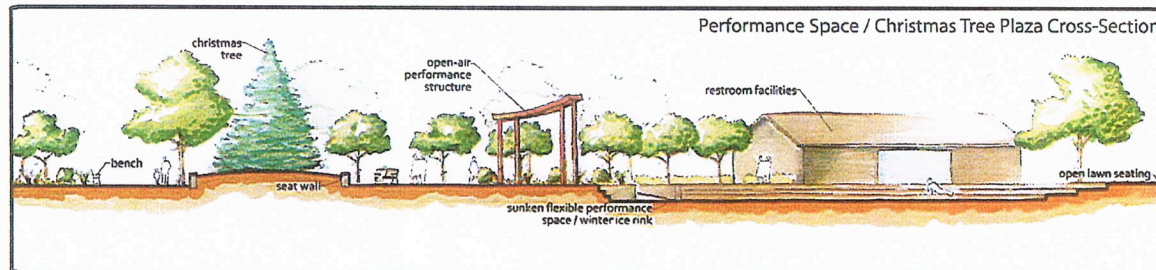 Performance Space / Christmas Tree Plaza Cross-Section
christmas
tree
open-air
performance
structure
restroom facilities
bench
seat wall
open lawn seating
sunken flexible performance
space / winter ice rink